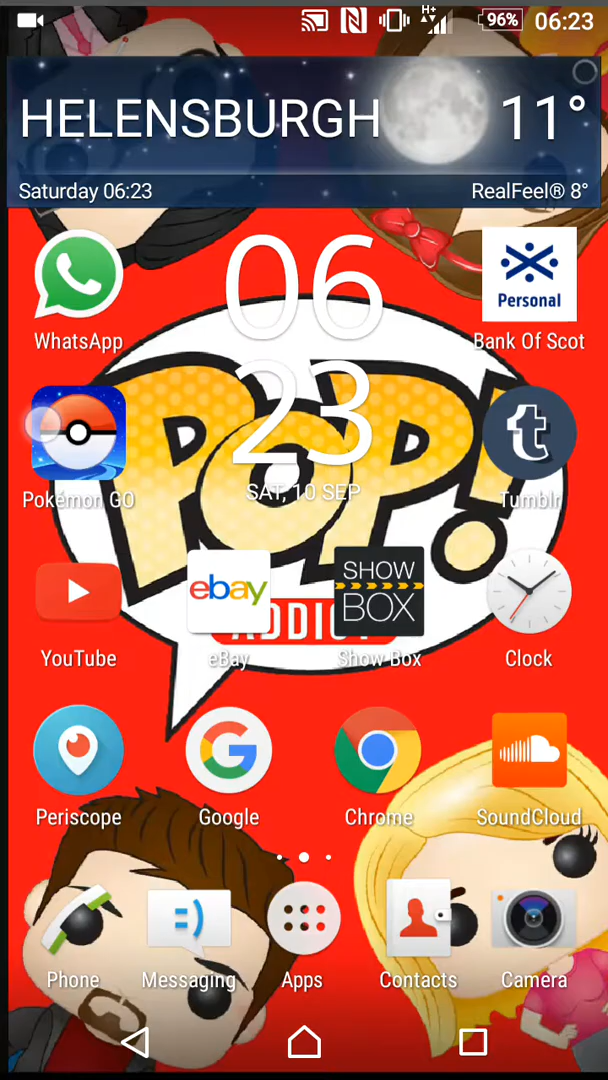 H+
96%
06:23
HELENSBURGH
11°
Saturday 06:23
RealFeel® 8°
06
23
SAT, 10 SEP
WhatsApp
Personal
Bank Of Scot
POP!
ADDICT
Pokémon GO
t
Tumblr
ebay
SHOW
BOX
YouTube
eBay
Show Box
Clock
G
Periscope
Google
Chrome
SoundCloud
=)
Phone
Messaging
Apps
Contacts
Camera